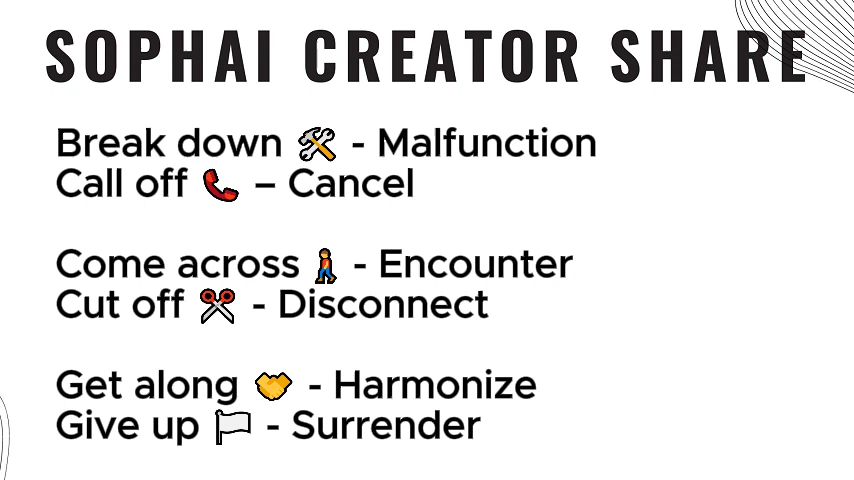 SOPHAI CREATOR SHARE
Break down 🛠️ - Malfunction
Call off 📞 – Cancel
Come across 🚶 - Encounter
Cut off ✂️ - Disconnect
Get along 🤝 - Harmonize
Give up 🏳️ - Surrender